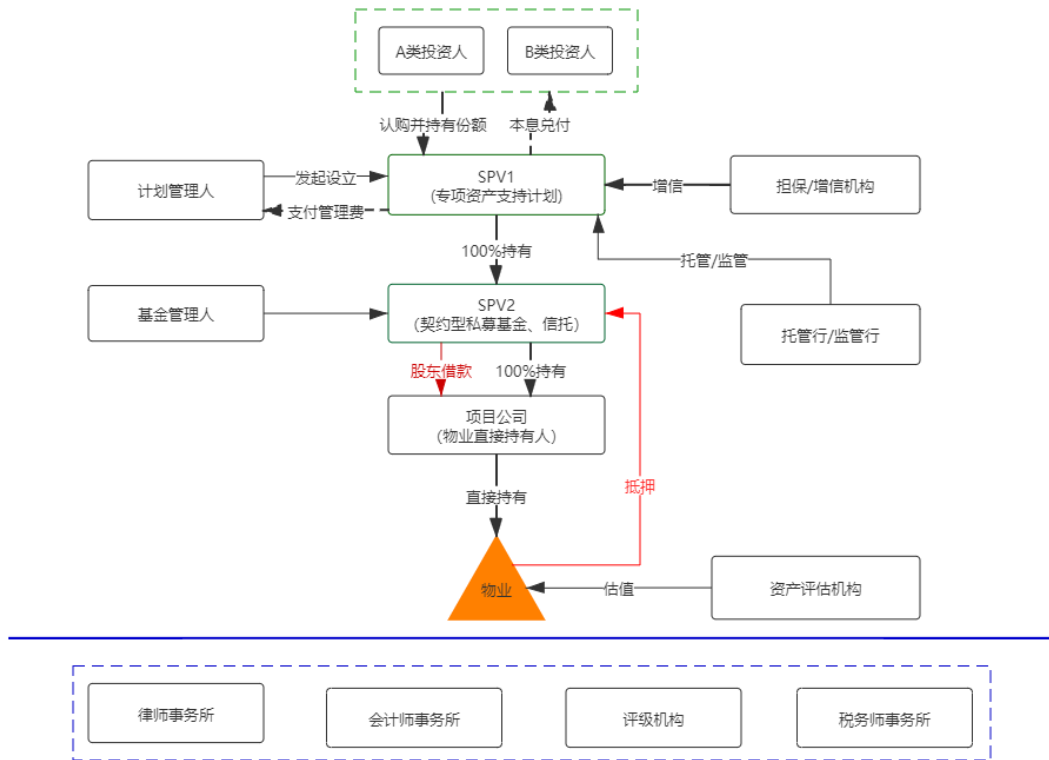 A类投资人
B类投资人
认购并持有份额
本息兑付
计划管理人
发起设立
支付管理费
SPV1
（专项资产支持计划）
增信
担保/增信机构
100%持有
托管/监管
基金管理人
SPV2
（契约型私募基金、信托）
托管行/监管行
股东借款
100%持有
项目公司
（物业直接持有人）
抵押
直接持有
物业
估值
资产评估机构
律师事务所
会计师事务所
评级机构
税务师事务所